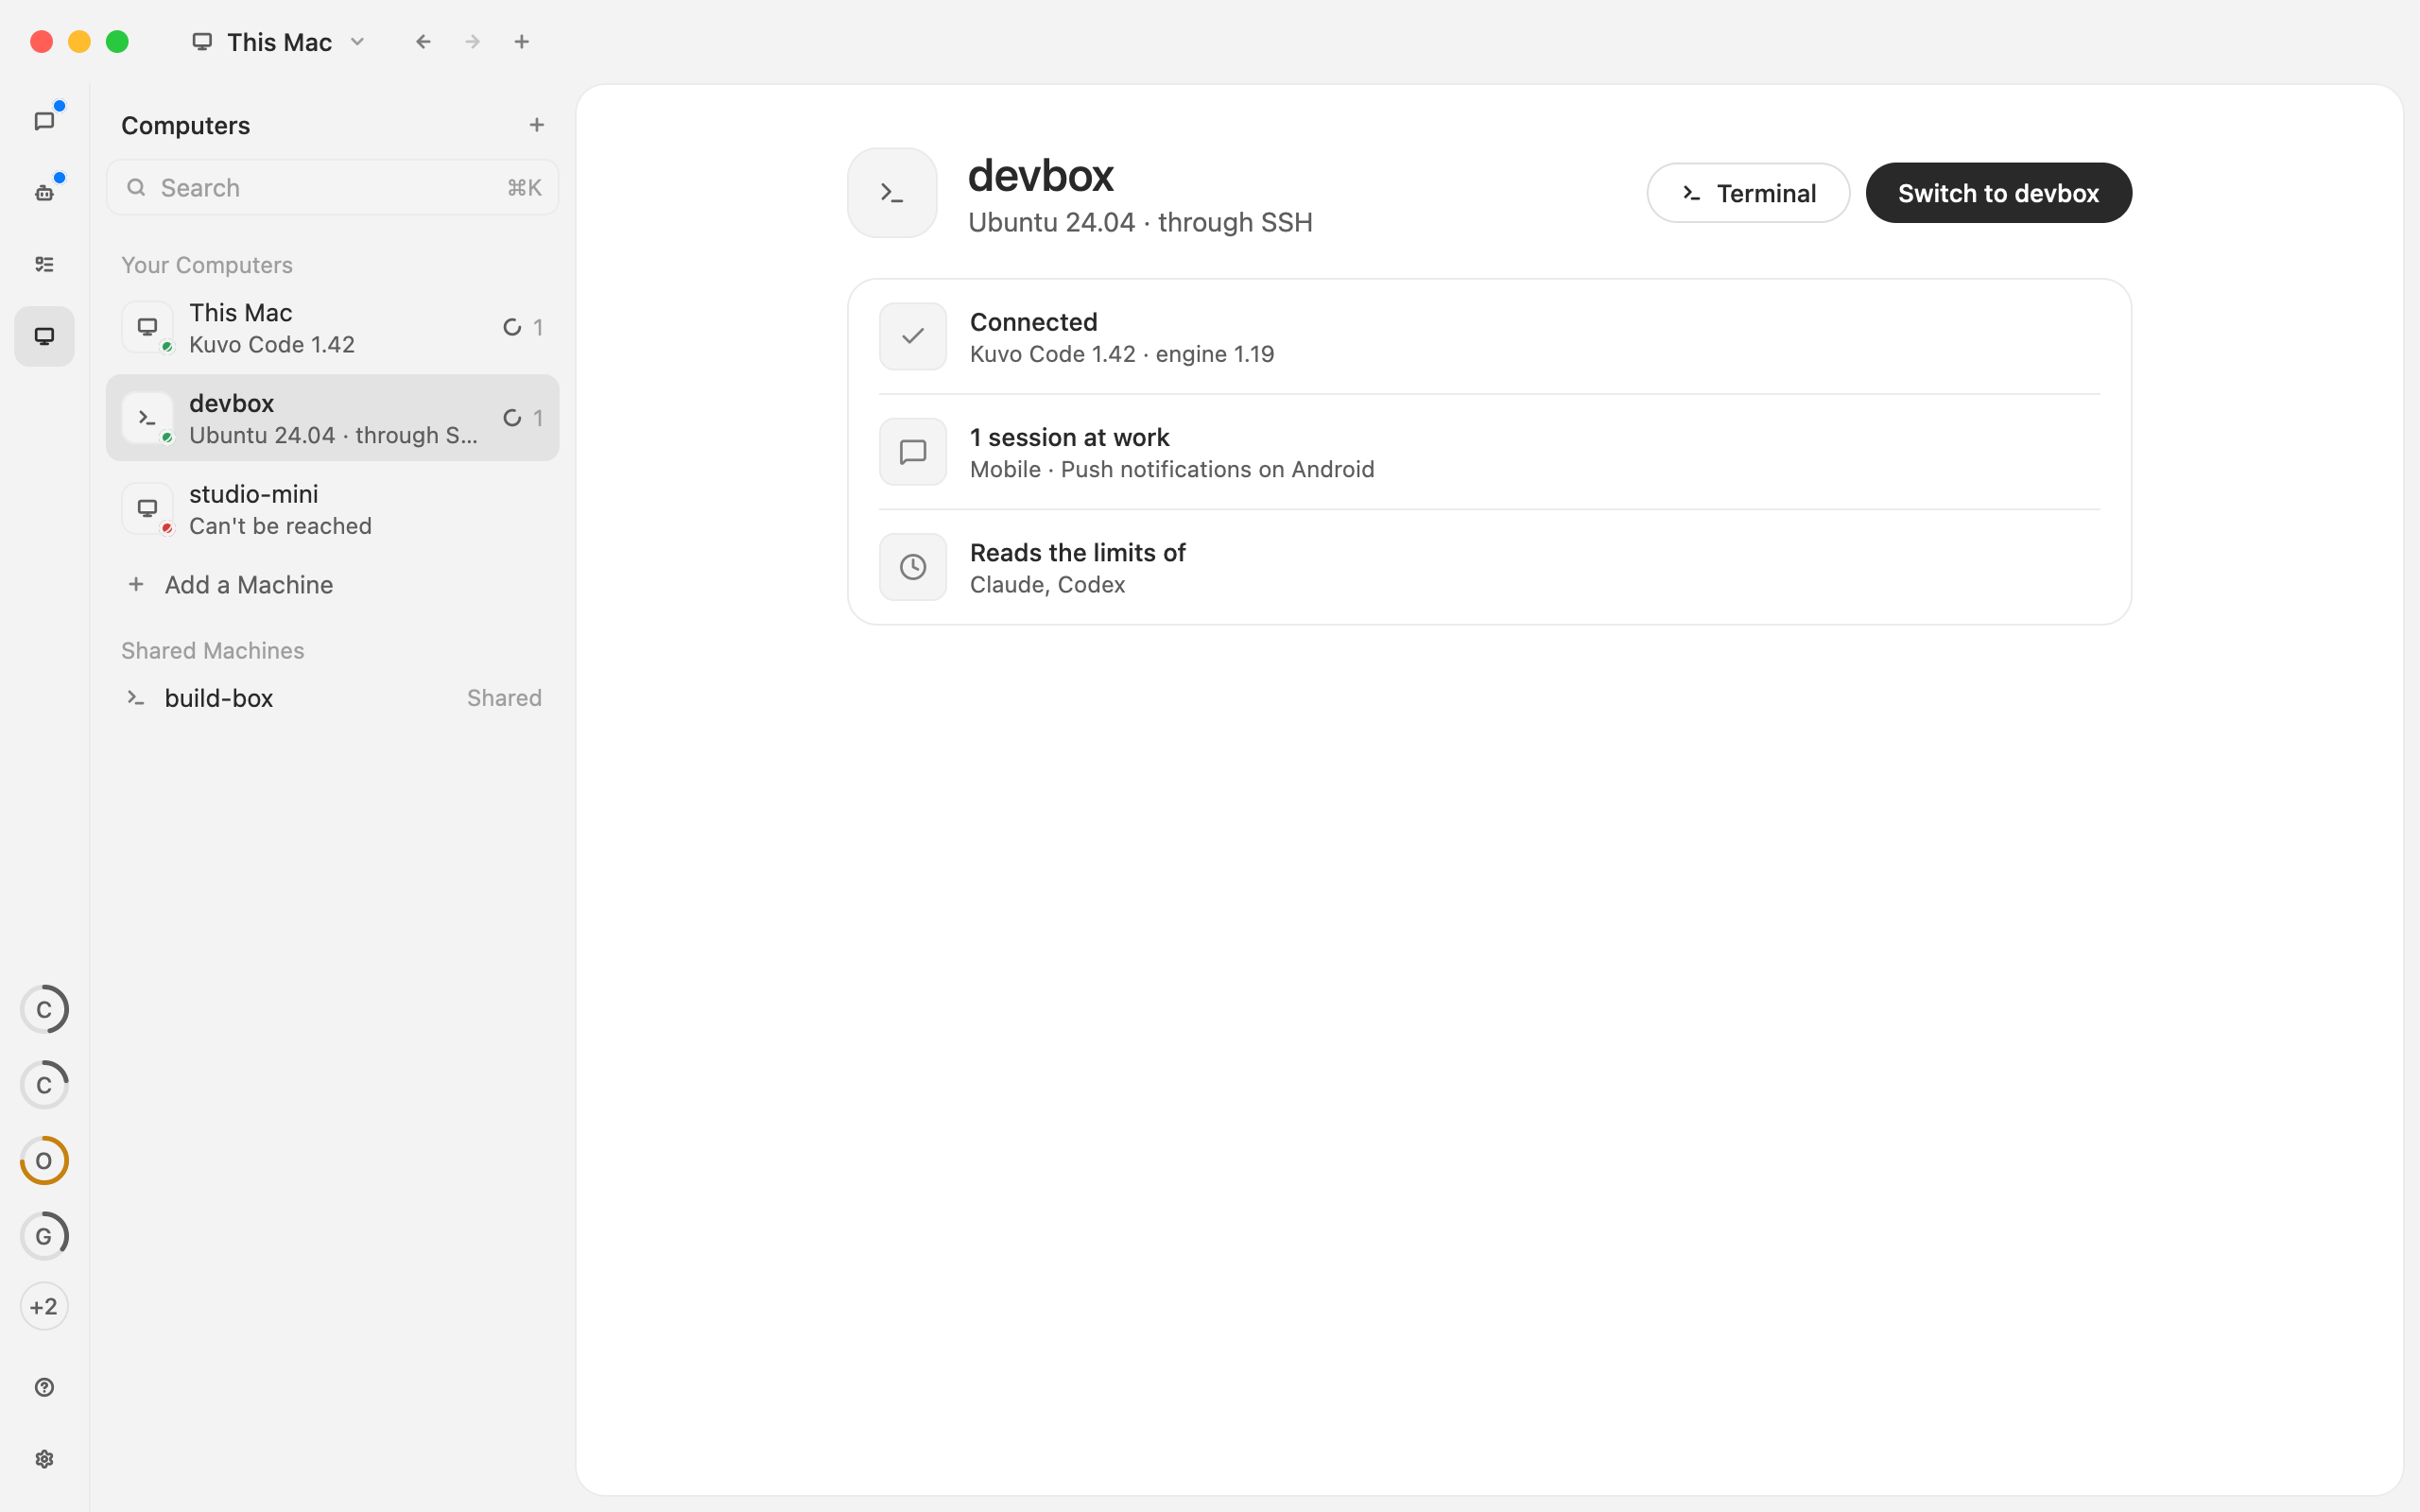 This Mac
Computers
Search ⌘K
Your Computers
This Mac
Kuvo Code 1.42
1
devbox
Ubuntu 24.04 · through S...
1
studio-mini
Can't be reached
Add a Machine
Shared Machines
build-box Shared
C
C
O
G
+2
devbox
Ubuntu 24.04 · through SSH
Terminal
Switch to devbox
Connected
Kuvo Code 1.42 · engine 1.19
1 session at work
Mobile · Push notifications on Android
Reads the limits of
Claude, Codex